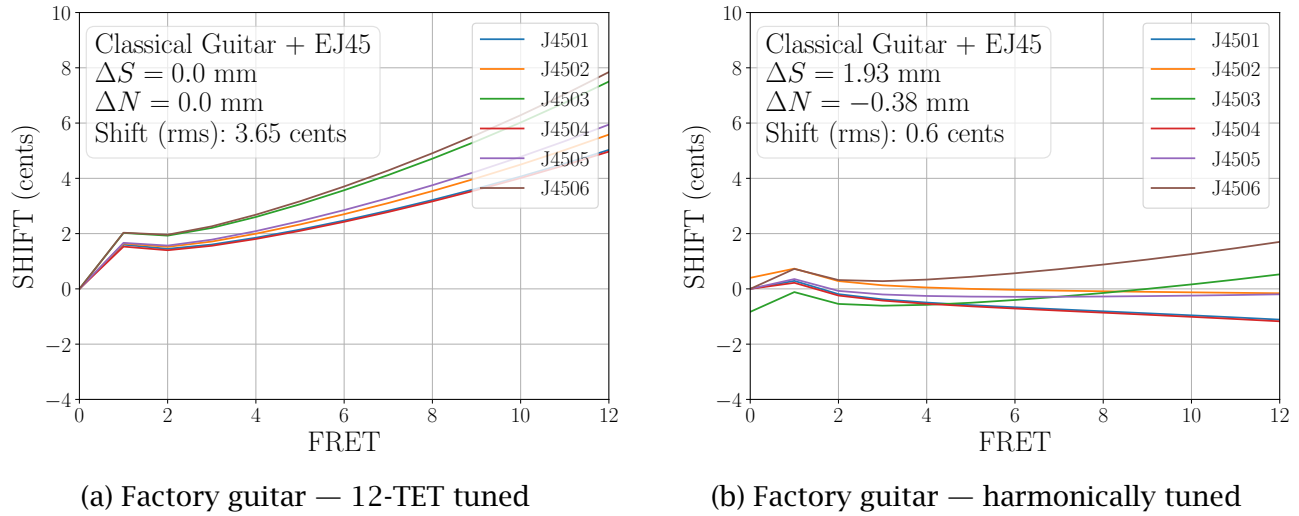 10
8
6
4
2
0
−2
−4
SHIFT (cents)
Classical Guitar + EJ45
ΔS = 0.0 mm
ΔN = 0.0 mm
Shift (rms): 3.65 cents
J4501
J4502
J4503
J4504
J4505
J4506
0 2 4 6 8 10 12
FRET
(a) Factory guitar — 12-TET tuned
10
8
6
4
2
0
−2
−4
SHIFT (cents)
Classical Guitar + EJ45
ΔS = 1.93 mm
ΔN = −0.38 mm
Shift (rms): 0.6 cents
J4501
J4502
J4503
J4504
J4505
J4506
0 2 4 6 8 10 12
FRET
(b) Factory guitar — harmonically tuned